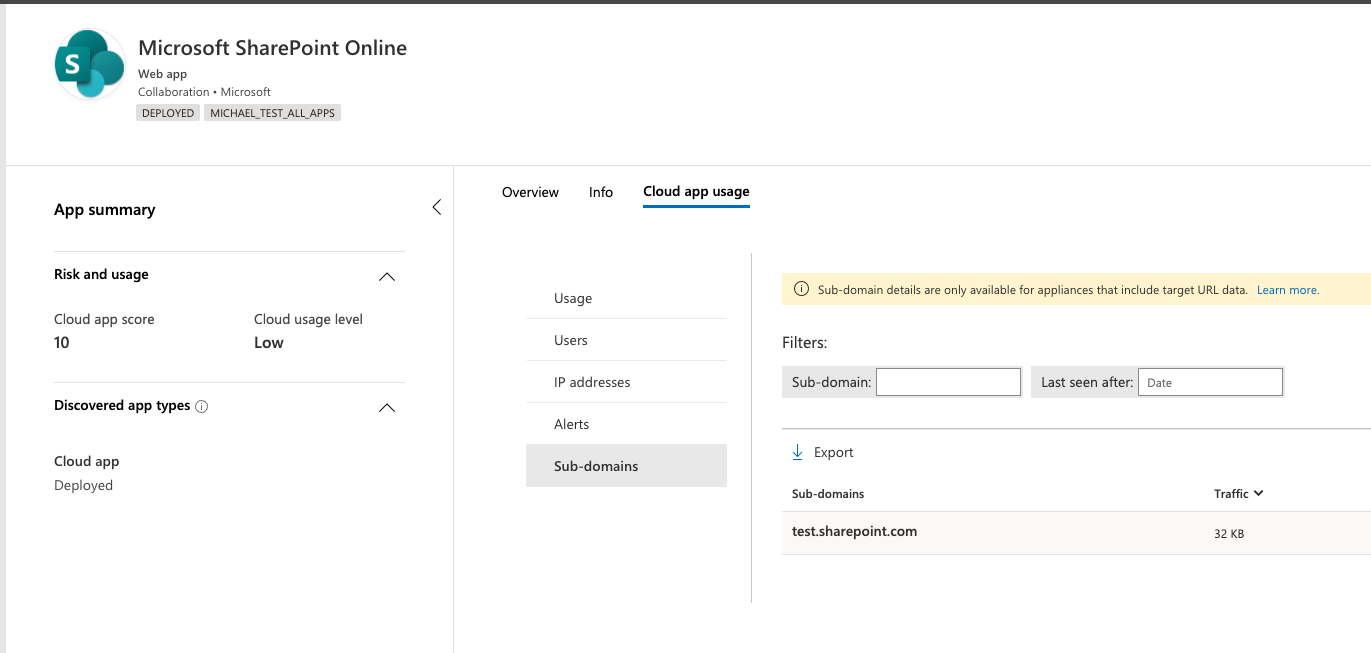 S
Microsoft SharePoint Online
Web app
Collaboration • Microsoft
DEPLOYED MICHAEL_TEST_ALL_APPS
App summary
Risk and usage
Cloud app score Cloud usage level
10 Low
Discovered app types
Cloud app
Deployed
Overview Info Cloud app usage
Usage
Users
IP addresses
Alerts
Sub-domains
Sub-domain details are only available for appliances that include target URL data. Learn more.
Filters:
Sub-domain: Last seen after: Date
Export
Sub-domains Traffic
test.sharepoint.com 32 KB